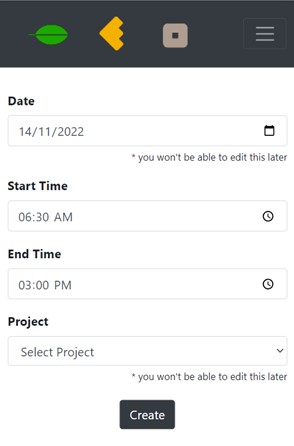 Date
14/11/2022
* you won't be able to edit this later
Start Time
06:30 AM
End Time
03:00 PM
Project
Select Project
* you won't be able to edit this later
Create